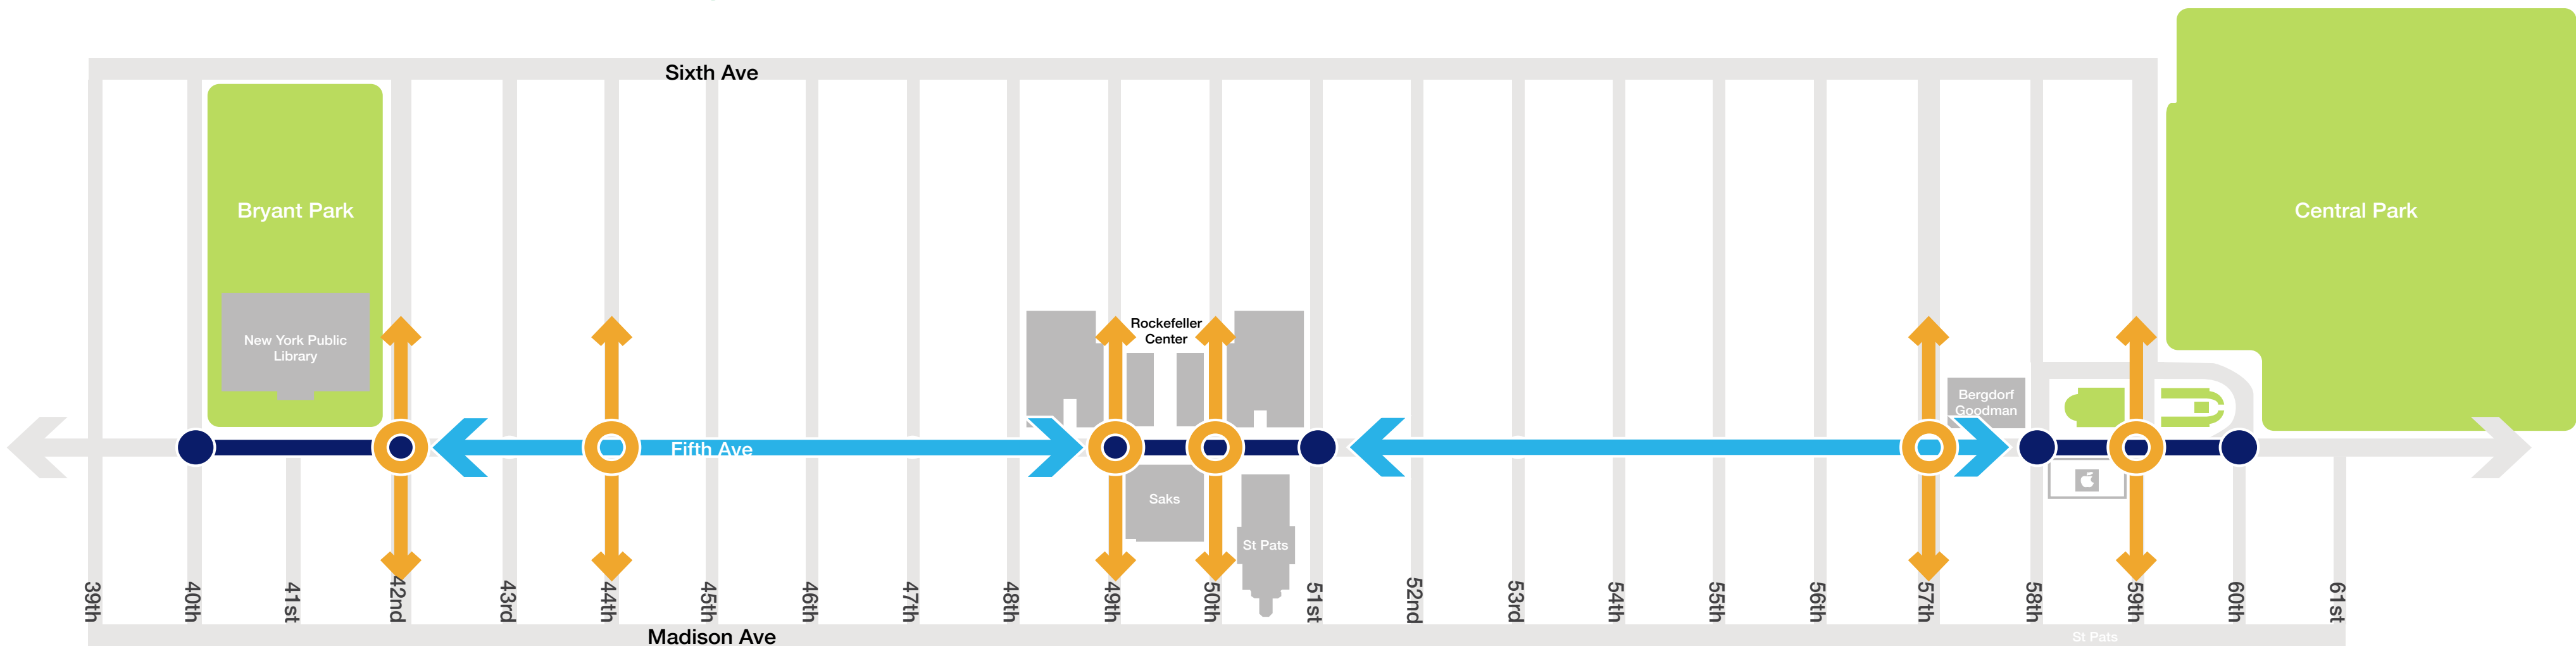 Sixth Ave
Bryant Park
Central Park
New York Public
Library
Rockefeller
Center
Bergdorf
Goodman
Fifth Ave
Saks
St Pats
39th
40th
41st
42nd
43rd
44th
45th
46th
47th
48th
49th
50th
51st
52nd
53rd
54th
55th
56th
57th
58th
59th
60th
61st
Madison Ave
St Pats